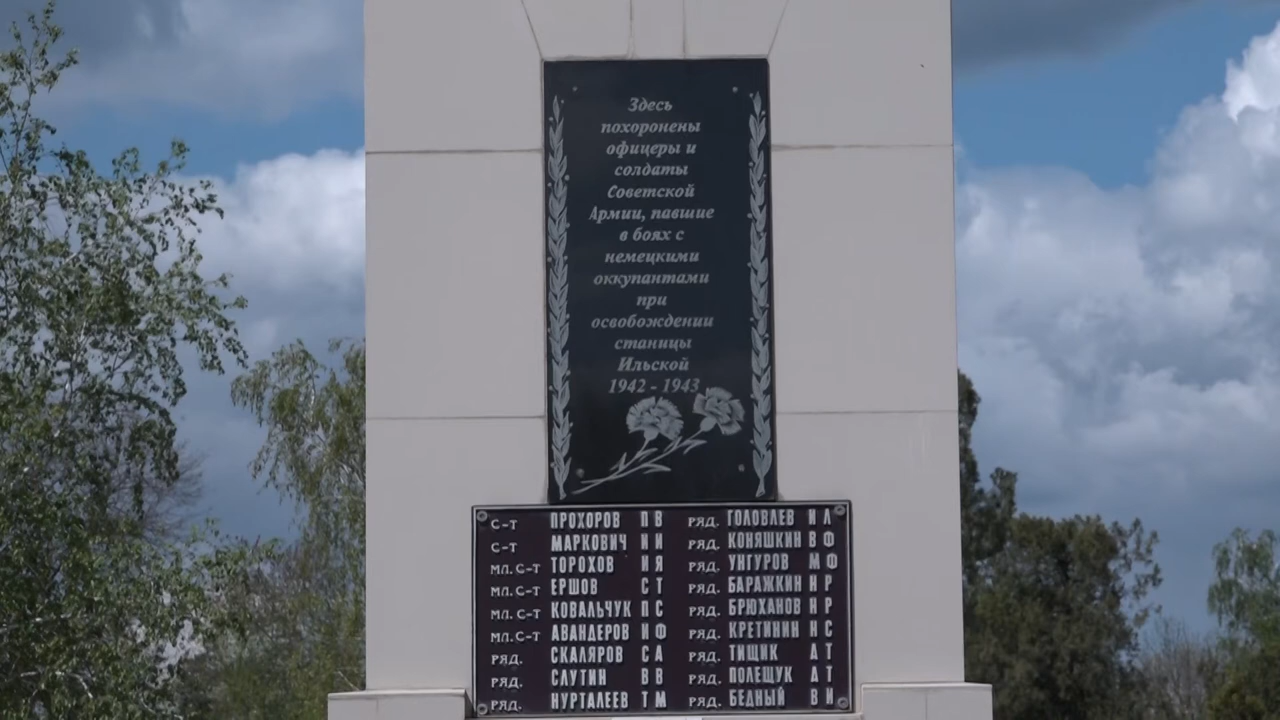 Здесь
похоронены
офицеры и
солдаты
Советской
Армии, павшие
в боях с
немецкими
оккупантами
при
освобождении
станицы
Ильской
1942 - 1943
С-Т ПРОХОРОВ П В
С-Т МАРКОВИЧ И И
МЛ. С-Т ТОРОХОВ И Я
МЛ. С-Т ЕРШОВ С Т
МЛ. С-Т КОВАЛЬЧУК П С
МЛ. С-Т АВАНДЕРОВ И Ф
РЯД. СКАЛЯРОВ С А
РЯД. СЛУТИН В В
РЯД. НУРТАЛЕЕВ Т М
РЯД. ГОЛОВЛЕВ И Л
РЯД. КОНЯШКИН В Ф
РЯД. УНГУРОВ М Ф
РЯД. БАРАЖКИН Н Р
РЯД. БРЮХАНОВ Н Р
РЯД. КРЕТИНИН Н С
РЯД. ТИЩИК А Т
РЯД. ПОЛЕЩУК А Т
РЯД. БЕДНЫЙ В И